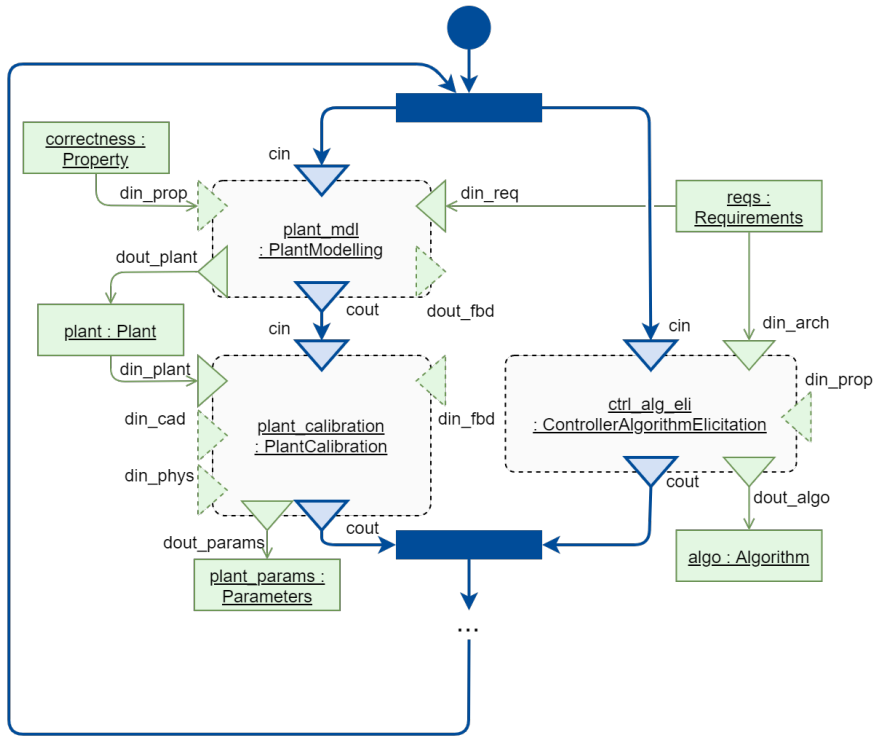 correctness :
Property
cin
din_prop
din_req
reqs :
Requirements
plant_mdl
: PlantModelling
dout_plant
cout
dout_fbd
plant : Plant
cin
cin
din_arch
din_plant
din_prop
din_cad
din_fbd
plant_calibration
: PlantCalibration
ctrl_alg_eli
: ControllerAlgorithmElicitation
din_phys
cout
cout
dout_algo
dout_params
plant_params :
Parameters
algo : Algorithm
...